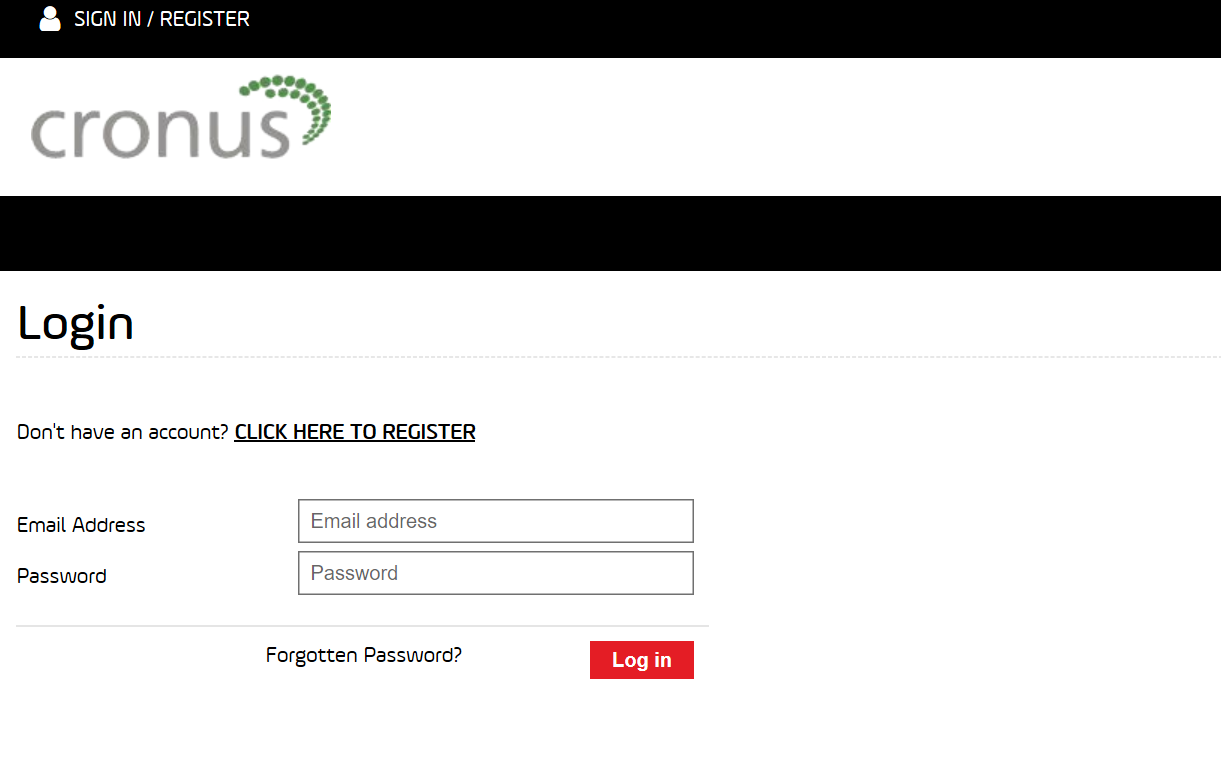 SIGN IN / REGISTER
cronus
Login
Don't have an account? CLICK HERE TO REGISTER
Email Address
Email address
Password
Password
Forgotten Password?
Log in